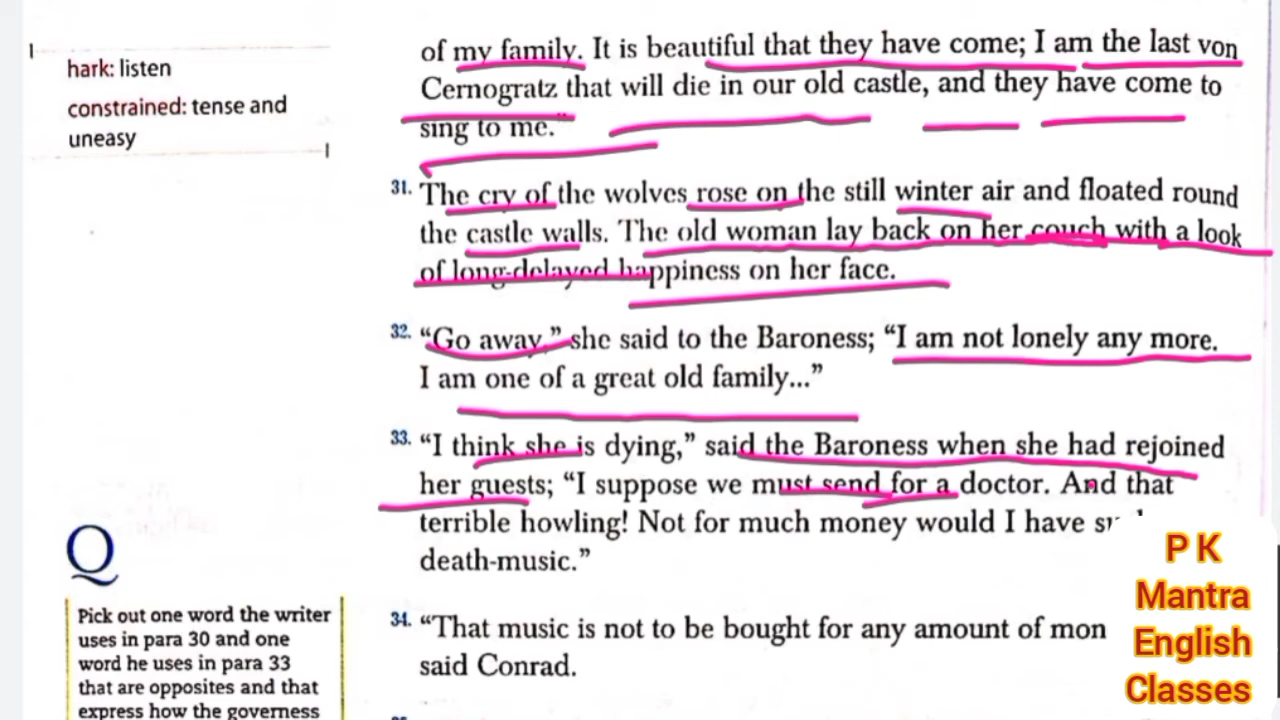 hark: listen
constrained: tense and
uneasy
of my family. It is beautiful that they have come; I am the last von
Cernogratz that will die in our old castle, and they have come to
sing to me.”
31. The cry of the wolves rose on the still winter air and floated round
the castle walls. The old woman lay back on her couch with a look
of long-delayed happiness on her face.
32. “Go away,” she said to the Baroness; “I am not lonely any more.
I am one of a great old family...”
33. “I think she is dying,” said the Baroness when she had rejoined
her guests; “I suppose we must send for a doctor. And that
terrible howling! Not for much money would I have
death-music.”
34. “That music is not to be bought for any amount of mon
said Conrad.
Q
Pick out one word the writer
uses in para 30 and one
word he uses in para 33
that are opposites and that
express how the governess
P K
Mantra
English
Classes